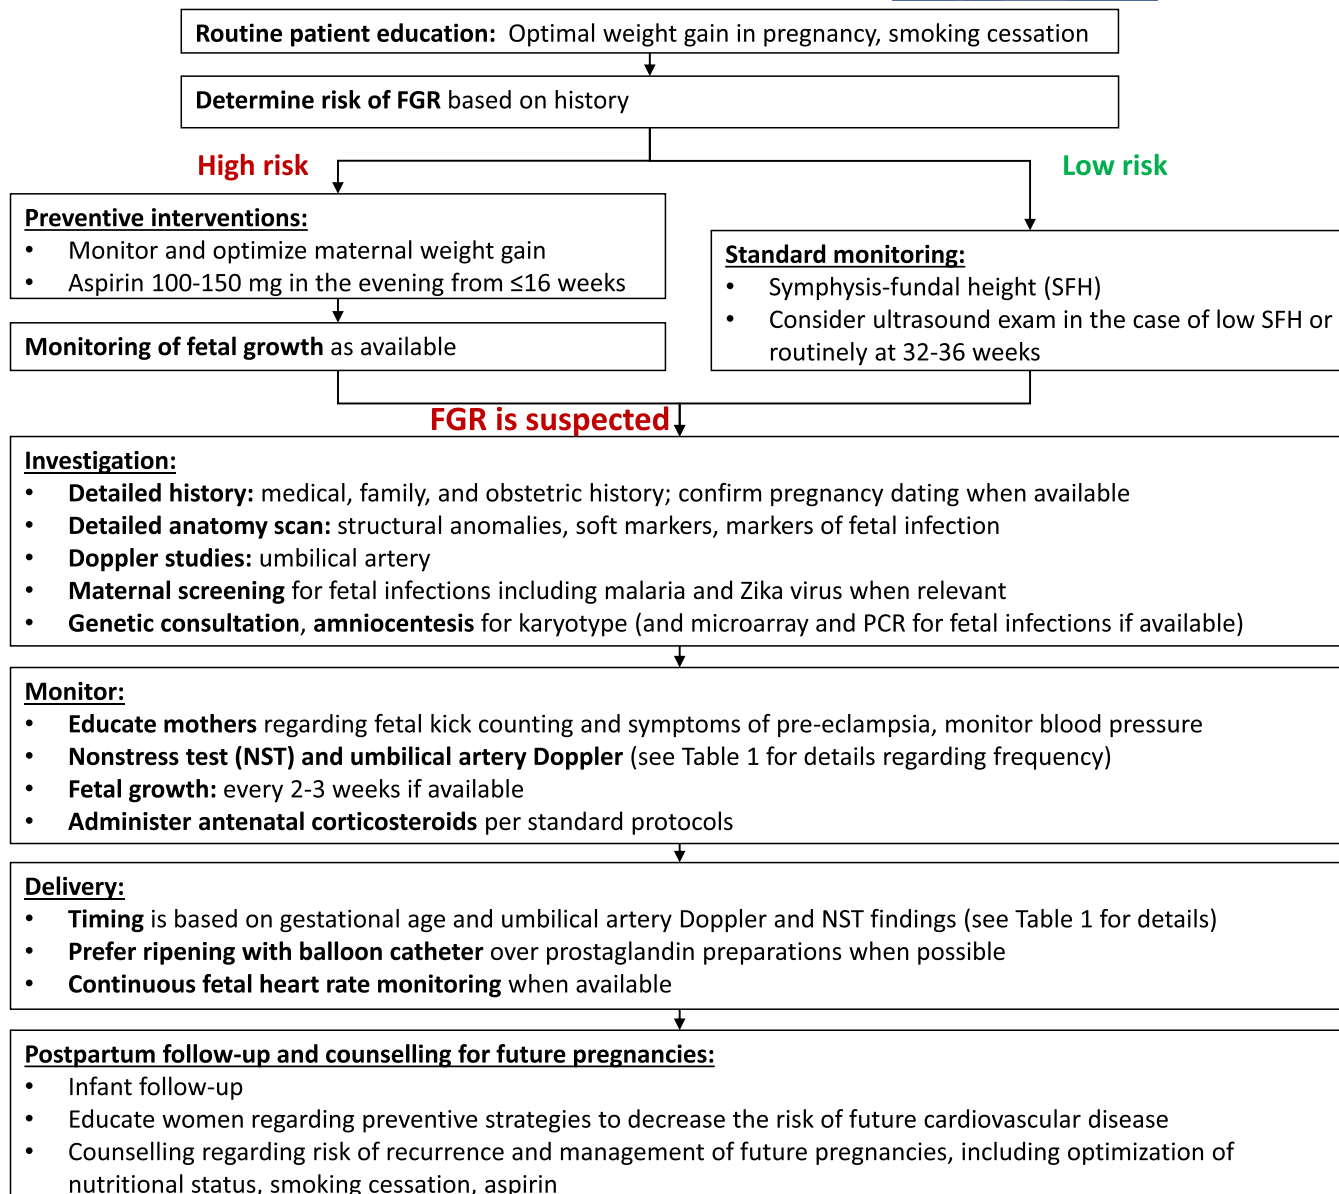 Routine patient education: Optimal weight gain in pregnancy, smoking cessation
Determine risk of FGR based on history
High risk
Low risk
Preventive interventions:
• Monitor and optimize maternal weight gain
• Aspirin 100-150 mg in the evening from ≤16 weeks
Monitoring of fetal growth as available
Standard monitoring:
• Symphysis-fundal height (SFH)
• Consider ultrasound exam in the case of low SFH or
routinely at 32-36 weeks
FGR is suspected
Investigation:
• Detailed history: medical, family, and obstetric history; confirm pregnancy dating when available
• Detailed anatomy scan: structural anomalies, soft markers, markers of fetal infection
• Doppler studies: umbilical artery
• Maternal screening for fetal infections including malaria and Zika virus when relevant
• Genetic consultation, amniocentesis for karyotype (and microarray and PCR for fetal infections if available)
Monitor:
• Educate mothers regarding fetal kick counting and symptoms of pre-eclampsia, monitor blood pressure
• Nonstress test (NST) and umbilical artery Doppler (see Table 1 for details regarding frequency)
• Fetal growth: every 2-3 weeks if available
• Administer antenatal corticosteroids per standard protocols
Delivery:
• Timing is based on gestational age and umbilical artery Doppler and NST findings (see Table 1 for details)
• Prefer ripening with balloon catheter over prostaglandin preparations when possible
• Continuous fetal heart rate monitoring when available
Postpartum follow-up and counselling for future pregnancies:
• Infant follow-up
• Educate women regarding preventive strategies to decrease the risk of future cardiovascular disease
• Counselling regarding risk of recurrence and management of future pregnancies, including optimization of
nutritional status, smoking cessation, aspirin